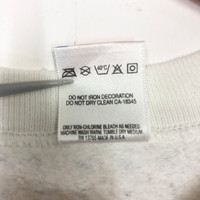 40°C
DO NOT IRON DECORATION
DO NOT DRY CLEAN CA-18345
ONLY NON-CHLORINE BLEACH AS NEEDED
MACHINE WASH WARM TUMBLE DRY MEDIUM
RN 13765 MADE IN U.S.A